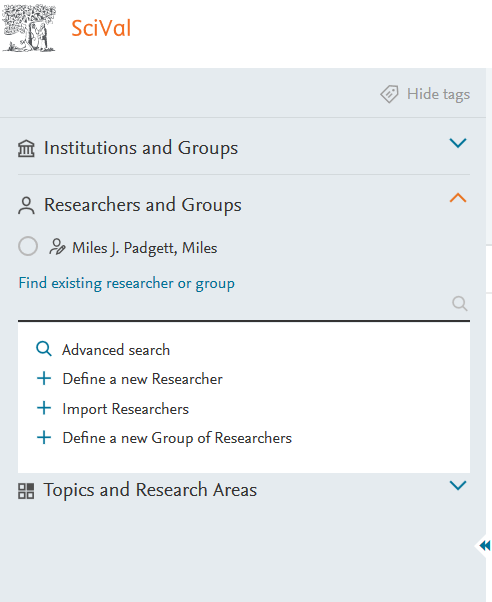 SciVal
Hide tags
Institutions and Groups
Researchers and Groups
Miles J. Padgett, Miles
Find existing researcher or group
Advanced search
Define a new Researcher
Import Researchers
Define a new Group of Researchers
Topics and Research Areas